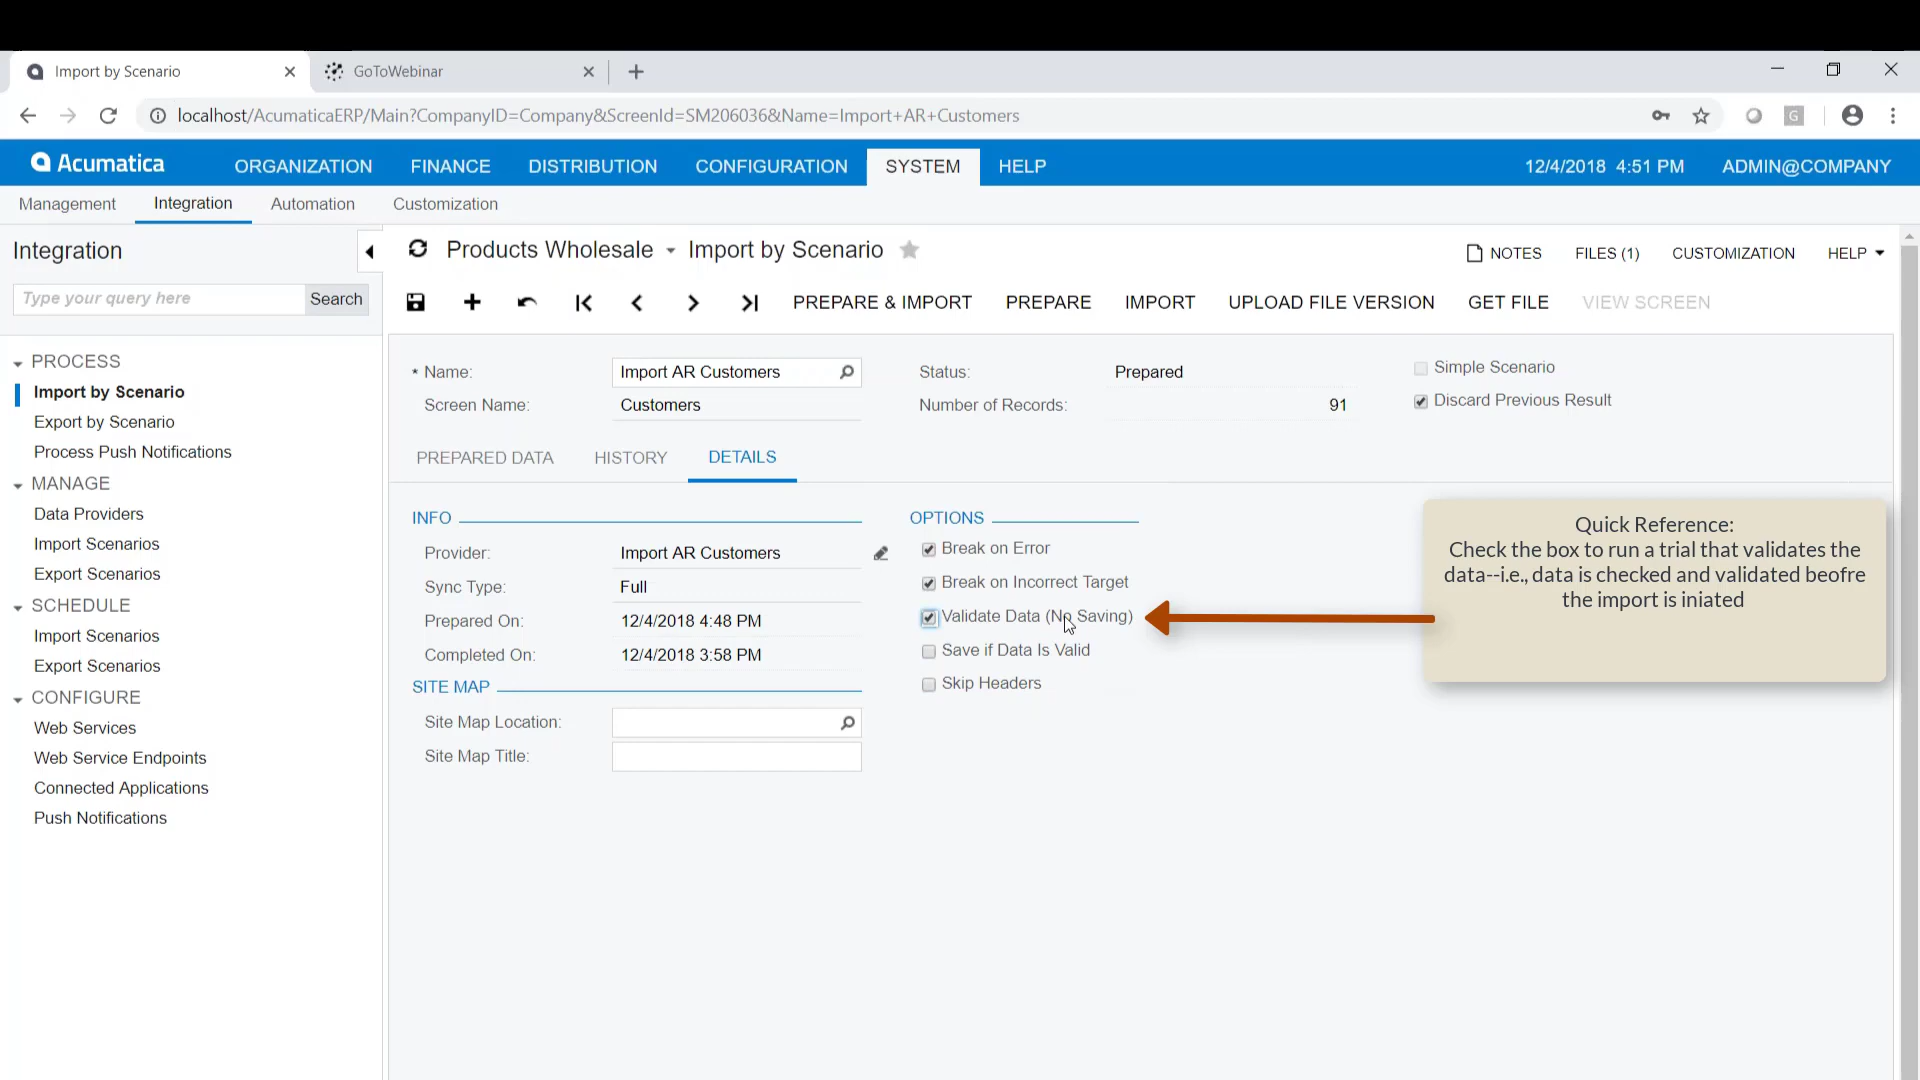 Import by Scenario
GoToWebinar
localhost/AcumaticaERP/Main?CompanyID=Company&ScreenId=SM206036&Name=Import+AR+Customers
G
Acumatica
ORGANIZATION FINANCE DISTRIBUTION CONFIGURATION SYSTEM HELP
12/4/2018 4:51 PM ADMIN@COMPANY
Management Integration Automation Customization
Integration
Type your query here
Search
PROCESS
Import by Scenario
Export by Scenario
Process Push Notifications
MANAGE
Data Providers
Import Scenarios
Export Scenarios
SCHEDULE
Import Scenarios
Export Scenarios
CONFIGURE
Web Services
Web Service Endpoints
Connected Applications
Push Notifications
Products Wholesale Import by Scenario
NOTES FILES (1) CUSTOMIZATION HELP
PREPARE & IMPORT PREPARE IMPORT UPLOAD FILE VERSION GET FILE VIEW SCREEN
* Name: Import AR Customers
Screen Name: Customers
Status: Prepared
Number of Records: 91
Simple Scenario
Discard Previous Result
PREPARED DATA HISTORY DETAILS
INFO
Provider: Import AR Customers
Sync Type: Full
Prepared On: 12/4/2018 4:48 PM
Completed On: 12/4/2018 3:58 PM
SITE MAP
Site Map Location:
Site Map Title:
OPTIONS
Break on Error
Break on Incorrect Target
Validate Data (No Saving)
Save if Data Is Valid
Skip Headers
Quick Reference:
Check the box to run a trial that validates the
data--i.e., data is checked and validated beofre
the import is iniated